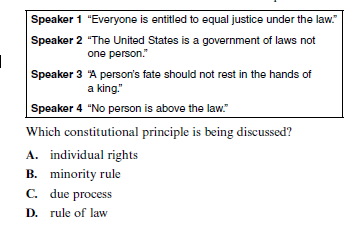 Speaker 1 "Everyone is entitled to equal justice under the law."
Speaker 2 "The United States is a government of laws not
one person."
Speaker 3 "A person's fate should not rest in the hands of
a king."
Speaker 4 "No person is above the law."
Which constitutional principle is being discussed?
A. individual rights
B. minority rule
C. due process
D. rule of law